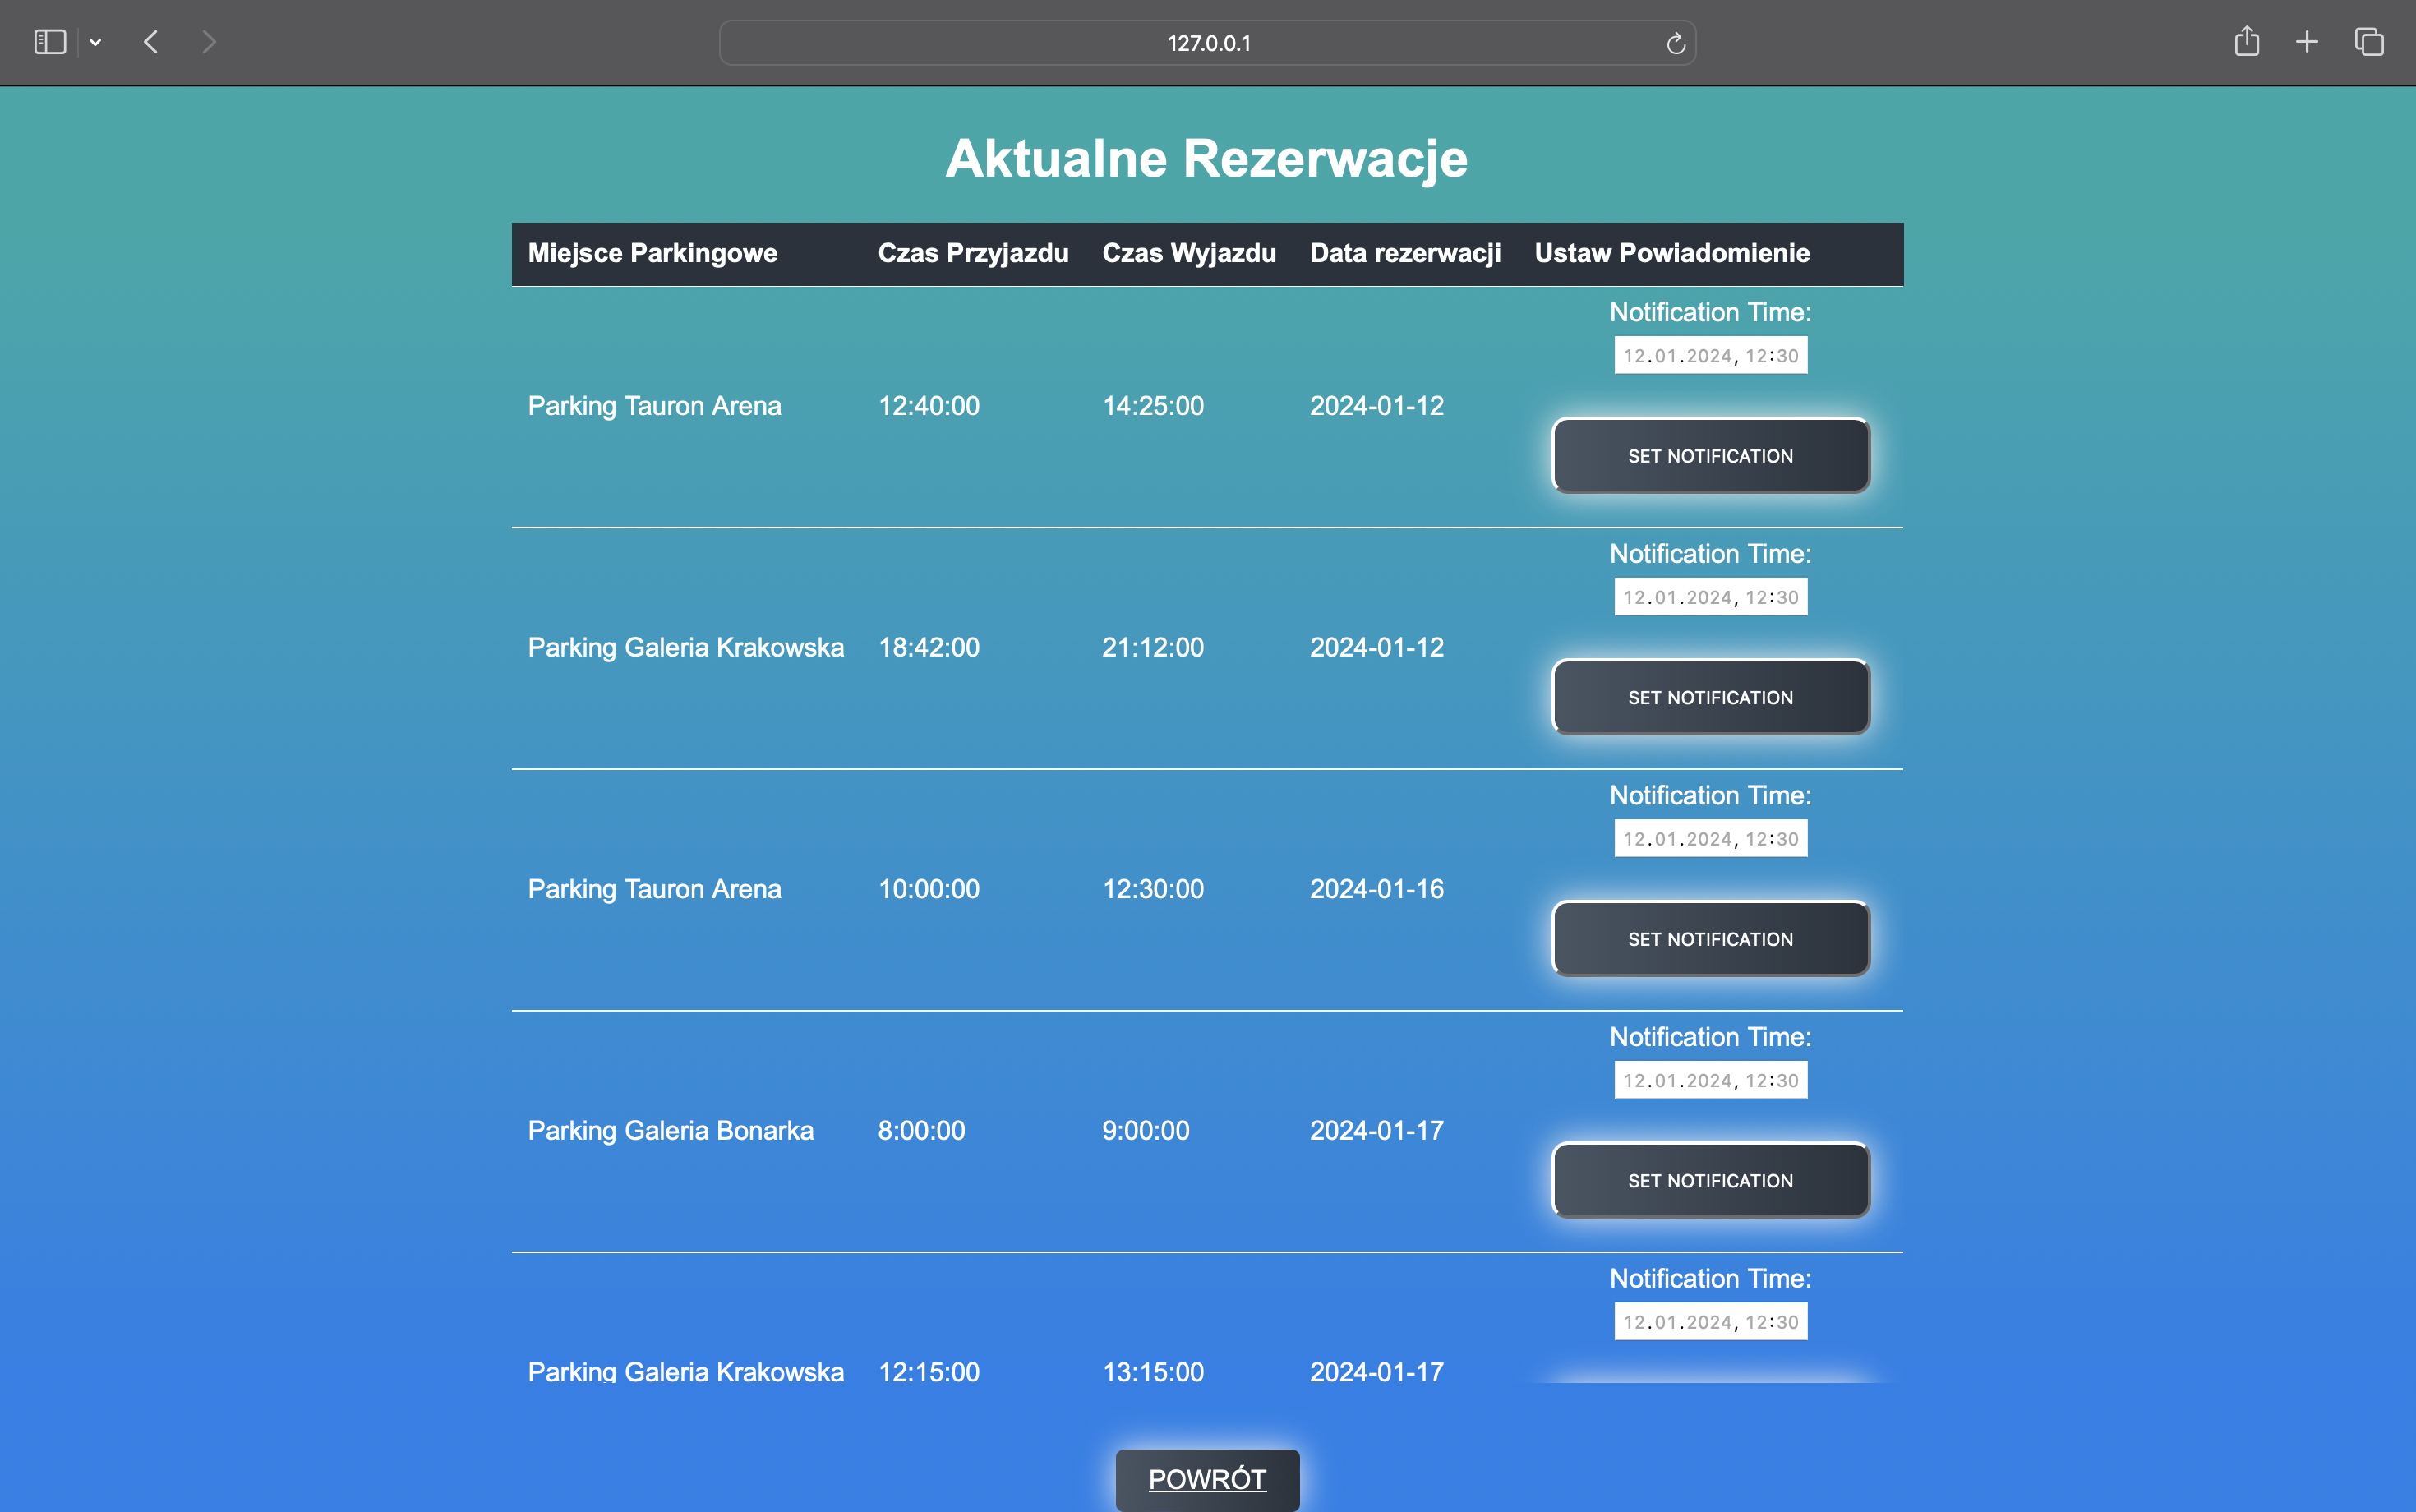 127.0.0.1
Aktualne Rezerwacje
Miejsce Parkingowe Czas Przyjazdu Czas Wyjazdu Data rezerwacji Ustaw Powiadomienie
Notification Time:
12.01.2024, 12:30
Parking Tauron Arena 12:40:00 14:25:00 2024-01-12
SET NOTIFICATION
Notification Time:
12.01.2024, 12:30
Parking Galeria Krakowska 18:42:00 21:12:00 2024-01-12
SET NOTIFICATION
Notification Time:
12.01.2024, 12:30
Parking Tauron Arena 10:00:00 12:30:00 2024-01-16
SET NOTIFICATION
Notification Time:
12.01.2024, 12:30
Parking Galeria Bonarka 8:00:00 9:00:00 2024-01-17
SET NOTIFICATION
Notification Time:
12.01.2024, 12:30
Parking Galeria Krakowska 12:15:00 13:15:00 2024-01-17
POWRÓT